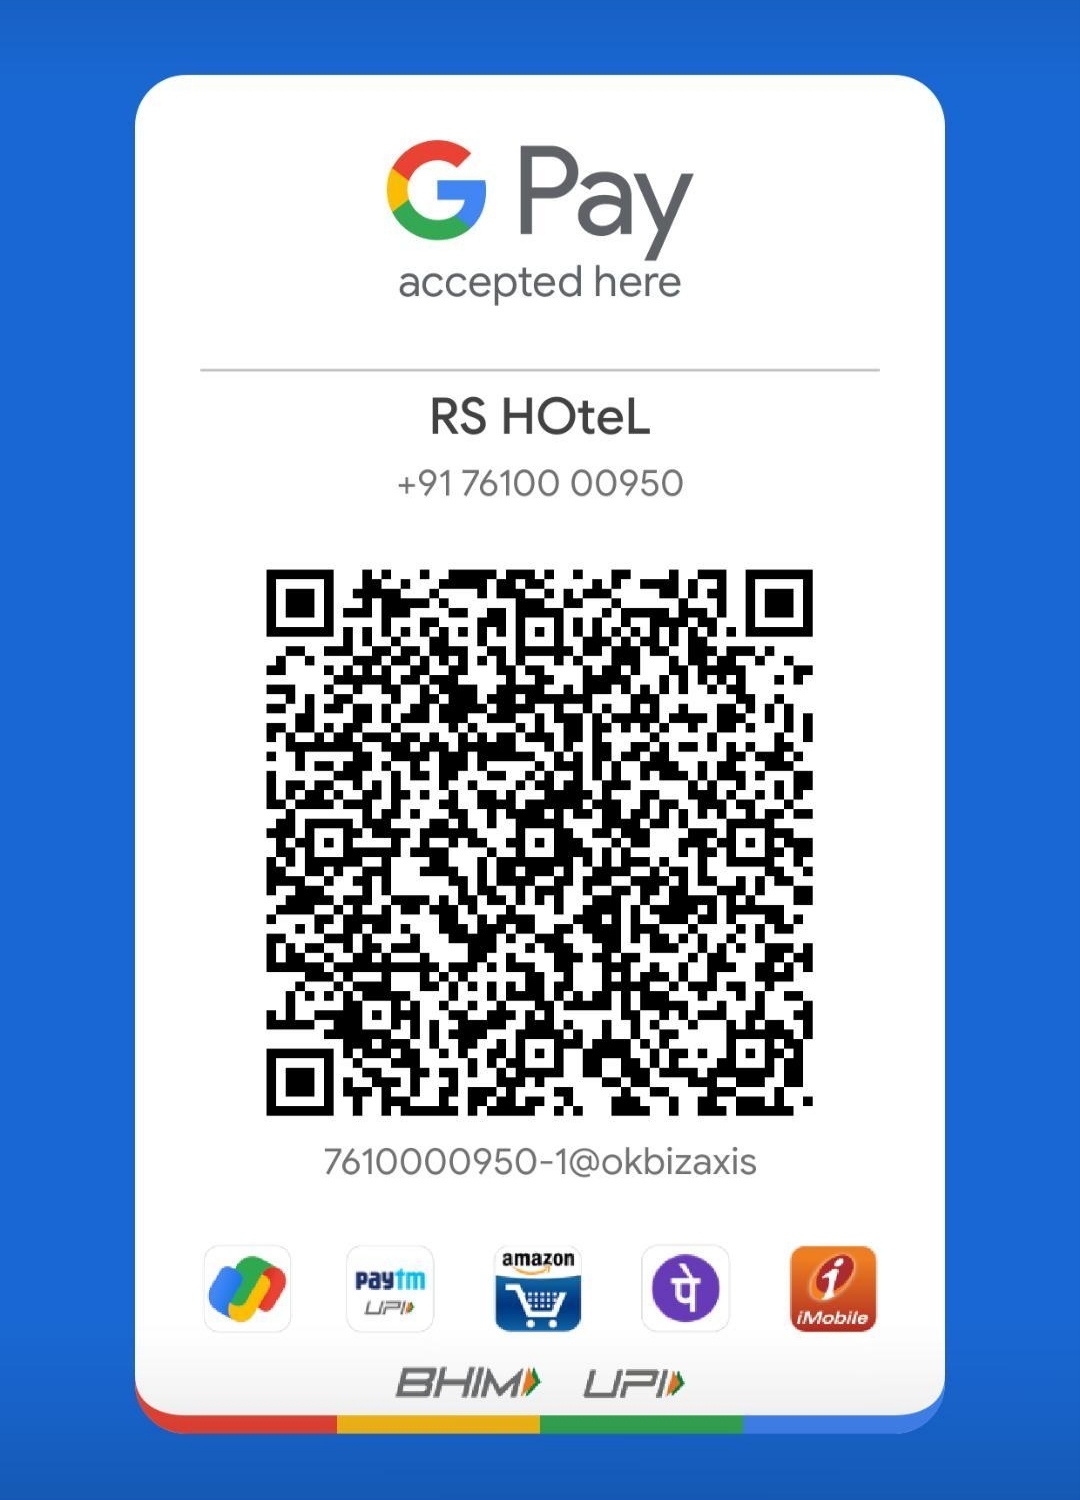 G Pay
accepted here
RS HOteL
+91 76100 00950
7610000950-1@okbizaxis
paytm
UPI
amazon
पे
iMobile
BHIM UPI